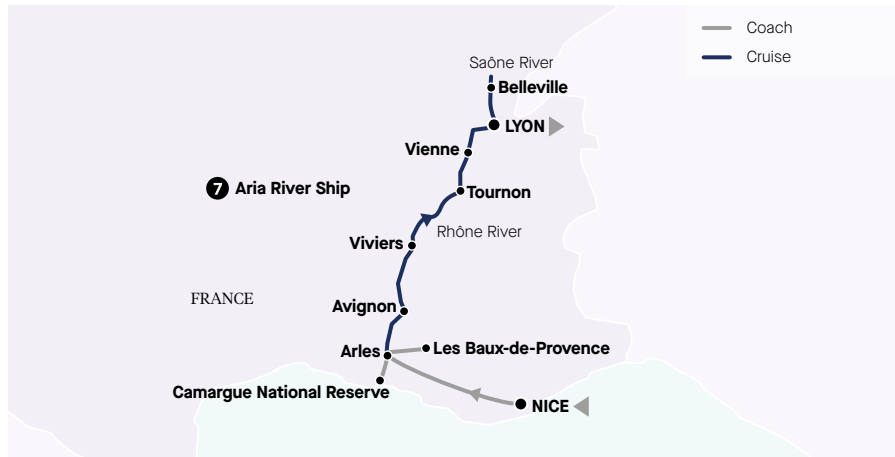 Coach
Cruise
Saône River
Belleville
LYON
Vienne
7 Aria River Ship
Tournon
Rhône River
Viviers
FRANCE
Avignon
Arles
Les Baux-de-Provence
Camargue National Reserve
NICE